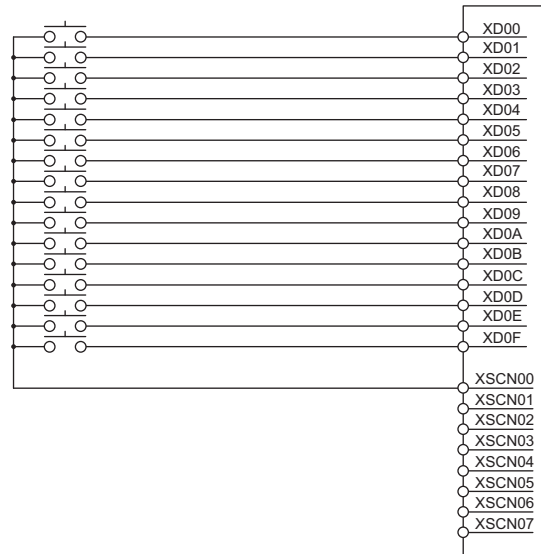 XD00
XD01
XD02
XD03
XD04
XD05
XD06
XD07
XD08
XD09
XD0A
XD0B
XD0C
XD0D
XD0E
XD0F
XSCN00
XSCN01
XSCN02
XSCN03
XSCN04
XSCN05
XSCN06
XSCN07